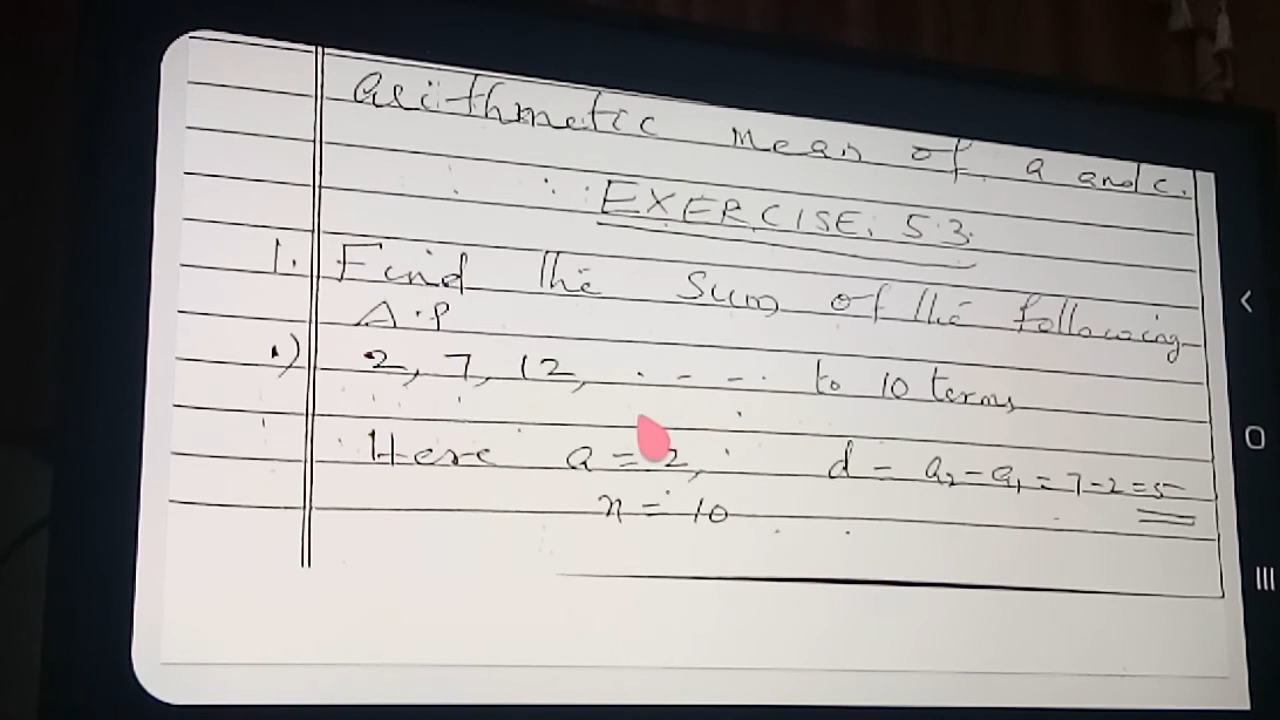 arithmetic mean of a and c.
EXERCISE. 5.3.
1. Find the Sum of the following
A.P
1) 2, 7, 12, . - - . to 10 terms
Here a = 2, d = a₂ - a₁ = 7 - 2 = 5
n = 10